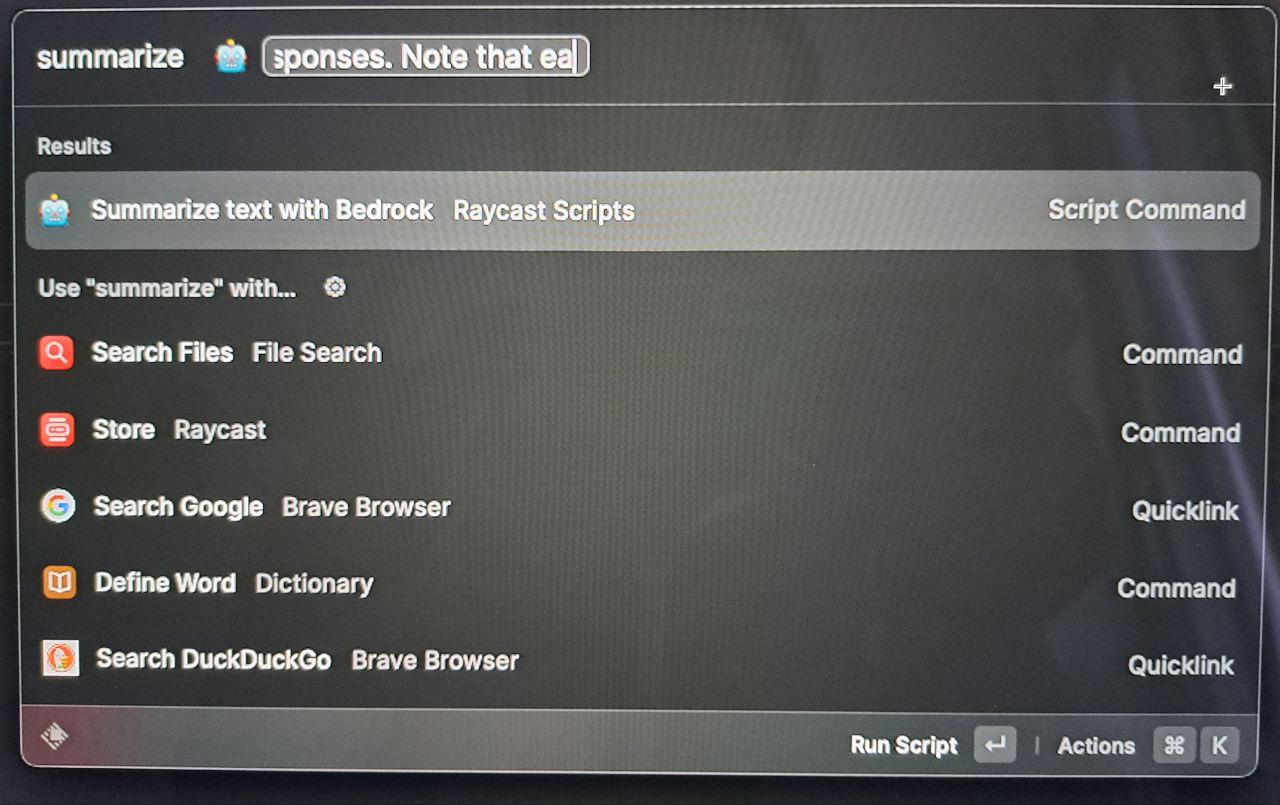 summarize sponses. Note that ea
Results
Summarize text with Bedrock Raycast Scripts Script Command
Use "summarize" with...
Search Files File Search Command
Store Raycast Command
Search Google Brave Browser Quicklink
Define Word Dictionary Command
Search DuckDuckGo Brave Browser Quicklink
Run Script ↵ | Actions ⌘ K